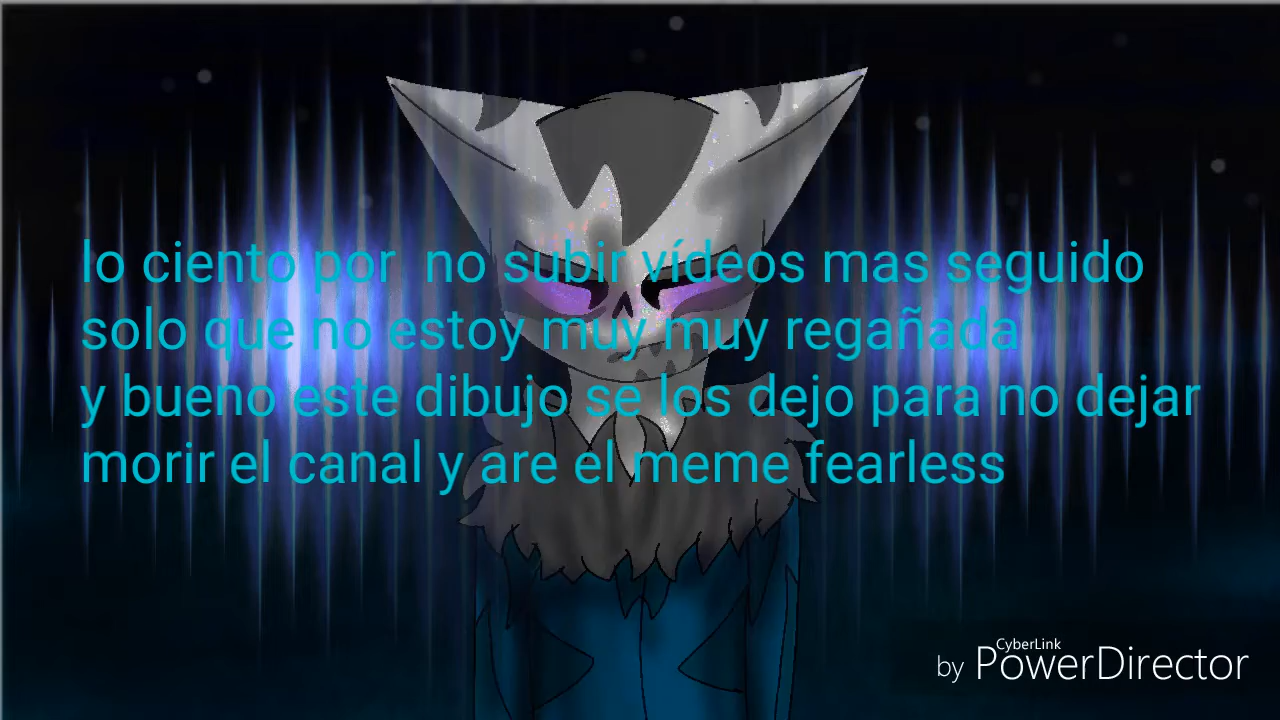 lo ciento por  no subir vídeos mas seguido
solo que no estoy muy muy regañada
y bueno este dibujo se los dejo para no dejar
morir el canal y are el meme fearless
CyberLink
by PowerDirector